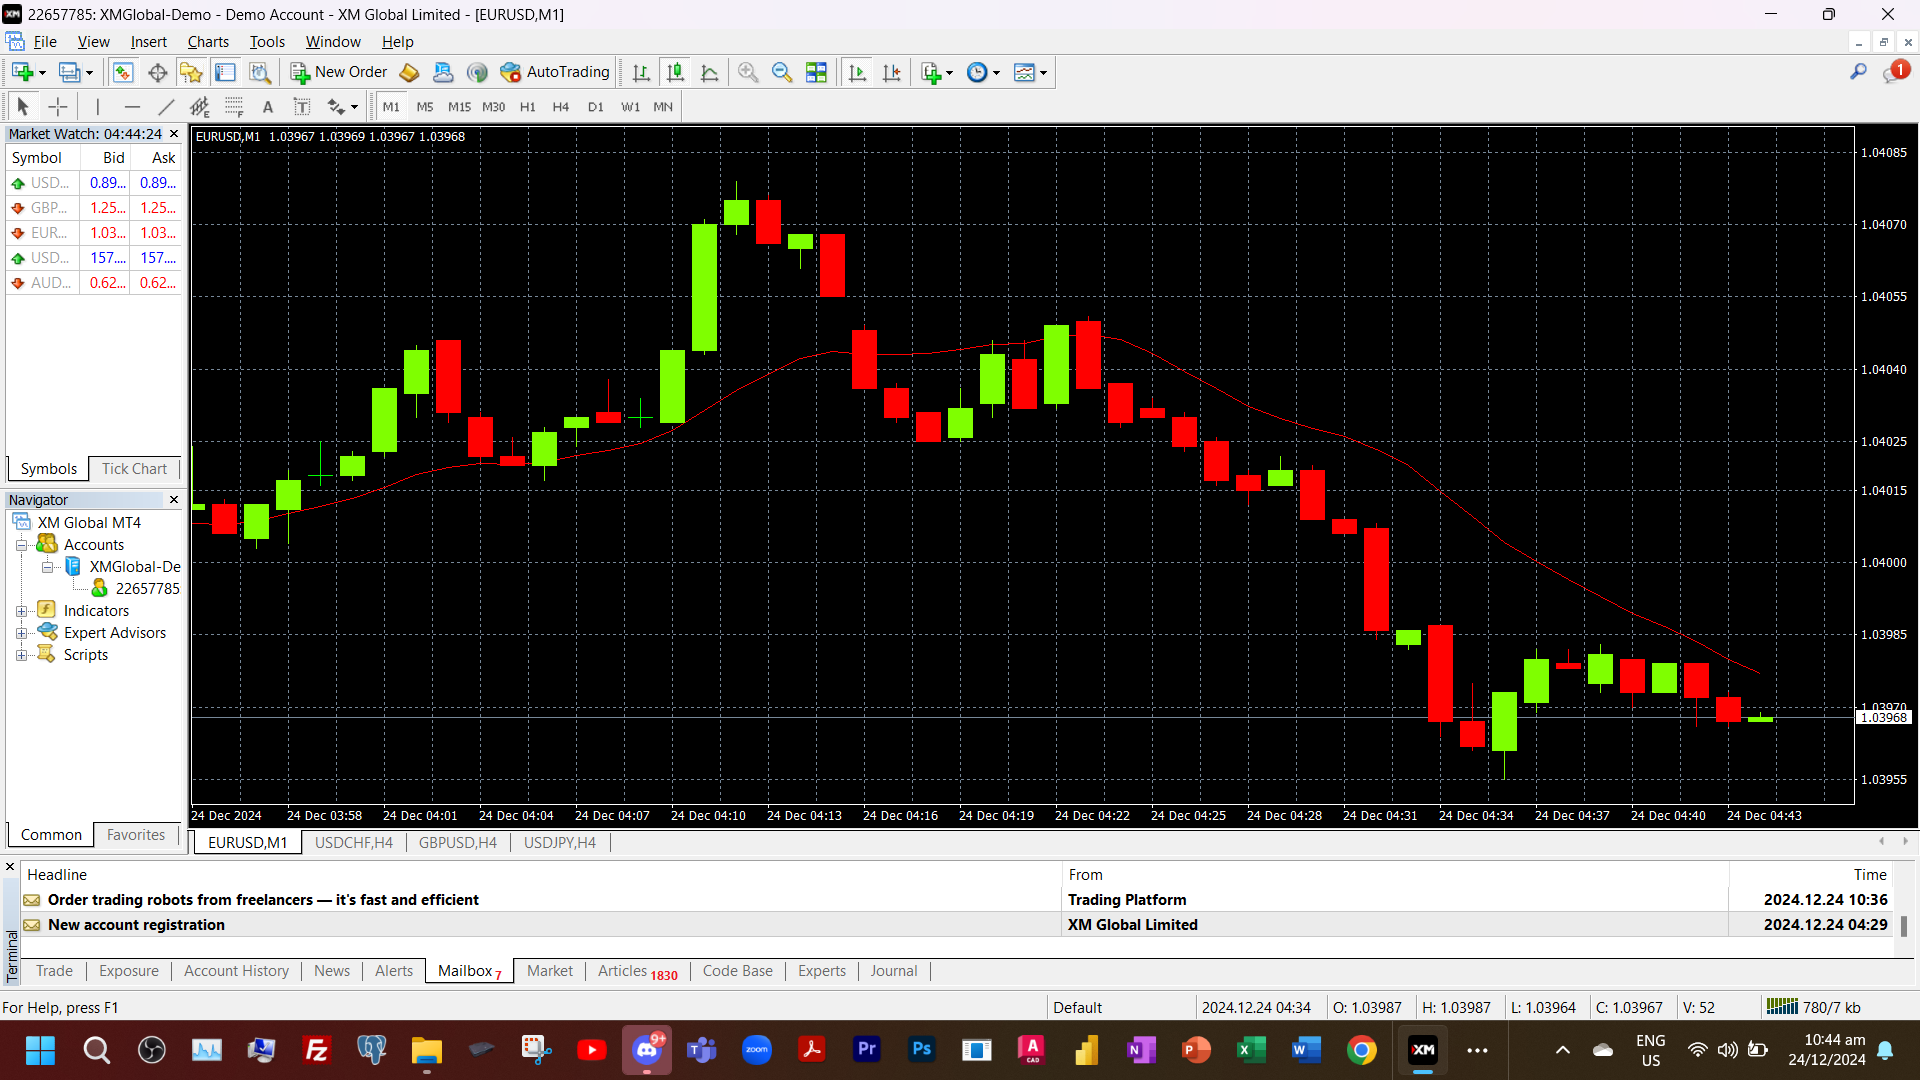 22657785: XMGlobal-Demo - Demo Account - XM Global Limited - [EURUSD,M1]
File View Insert Charts Tools Window Help
New Order AutoTrading 1
A T M1 M5 M15 M30 H1 H4 D1 W1 MN
Market Watch: 04:44:24
Symbol Bid Ask
USD... 0.89... 0.89...
GBP... 1.25... 1.25...
EUR... 1.03... 1.03...
USD... 157.... 157....
AUD... 0.62... 0.62...
Symbols Tick Chart
Navigator
XM Global MT4
Accounts
XMGlobal-De
22657785
Indicators
Expert Advisors
Scripts
Common Favorites
EURUSD,M1 1.03967 1.03969 1.03967 1.03968
1.04085
1.04070
1.04055
1.04040
1.04025
1.04015
1.04000
1.03985
1.03970
1.03968
1.03955
24 Dec 2024 24 Dec 03:58 24 Dec 04:01 24 Dec 04:04 24 Dec 04:07 24 Dec 04:10 24 Dec 04:13 24 Dec 04:16 24 Dec 04:19 24 Dec 04:22 24 Dec 04:25 24 Dec 04:28 24 Dec 04:31 24 Dec 04:34 24 Dec 04:37 24 Dec 04:40 24 Dec 04:43
EURUSD,M1 USDCHF,H4 GBPUSD,H4 USDJPY,H4
Headline From Time
Order trading robots from freelancers — it's fast and efficient Trading Platform 2024.12.24 10:36
New account registration XM Global Limited 2024.12.24 04:29
Terminal
Trade Exposure Account History News Alerts Mailbox 7 Market Articles 1830 Code Base Experts Journal
For Help, press F1 Default 2024.12.24 04:34 O: 1.03987 H: 1.03987 L: 1.03964 C: 1.03967 V: 52 780/7 kb
9+ zoom Pr Ps A CAD N P X W XM
ENG
US
10:44 am
24/12/2024